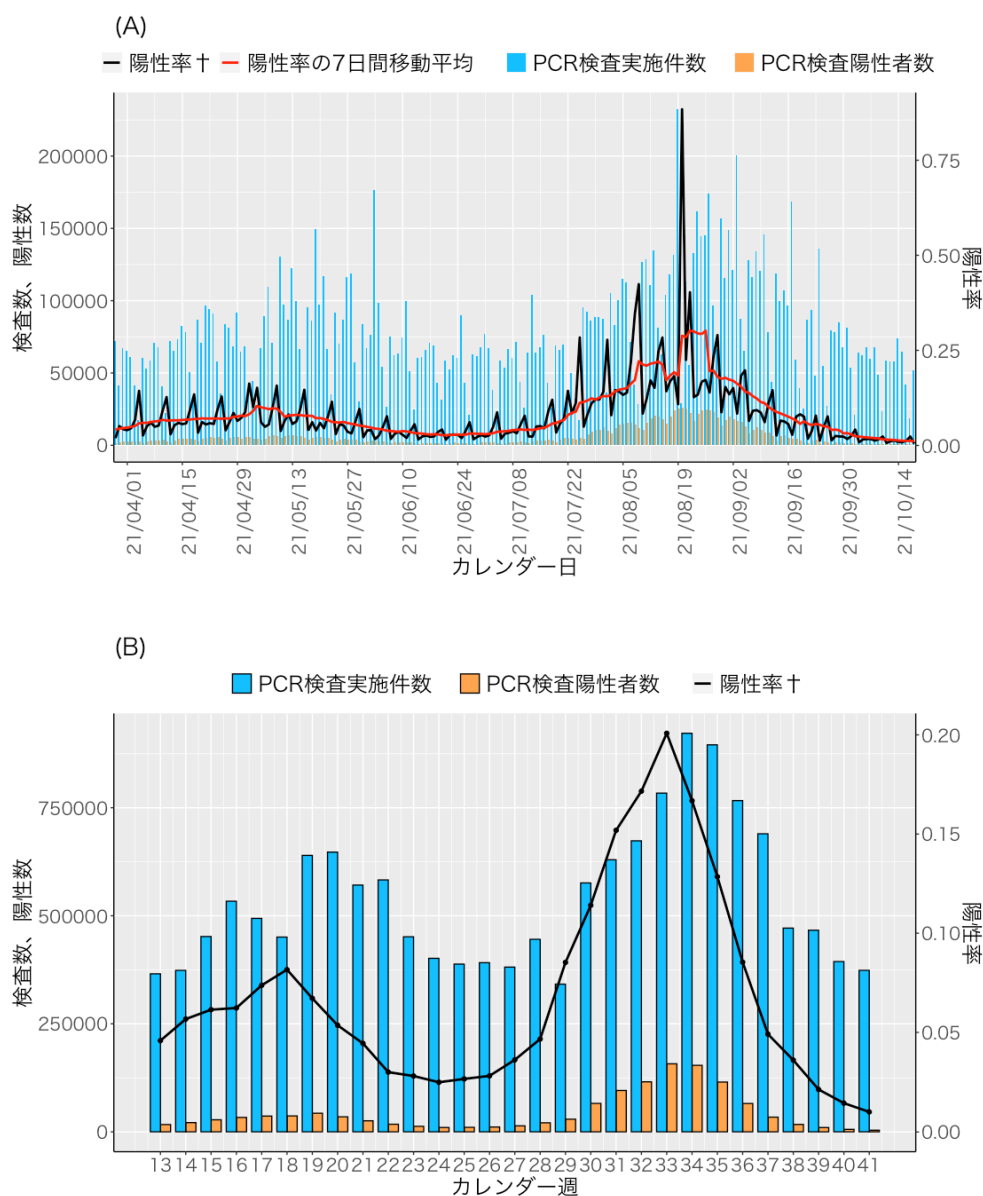 (A)
陽性率† 陽性率の7日間移動平均 PCR検査実施件数 PCR検査陽性者数
検査数、陽性数
200000
150000
100000
50000
0
0.75
0.50
0.25
0.00
陽性率
21/04/01 21/04/15 21/04/29 21/05/13 21/05/27 21/06/10 21/06/24 21/07/08 21/07/22 21/08/05 21/08/19 21/09/02 21/09/16 21/09/30 21/10/14
カレンダー日
(B)
PCR検査実施件数 PCR検査陽性者数 陽性率†
検査数、陽性数
750000
500000
250000
0
0.20
0.15
0.10
0.05
0.00
陽性率
13 14 15 16 17 18 19 20 21 22 23 24 25 26 27 28 29 30 31 32 33 34 35 36 37 38 39 40 41
カレンダー週